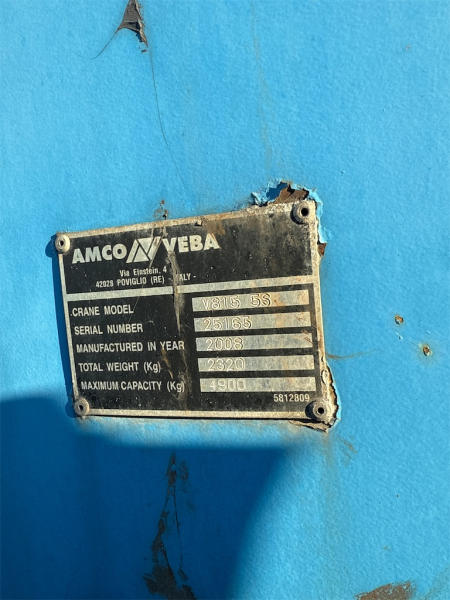 AMCO VEBA
Via Einstein, 4
42028 POVIGLIO (RE) - ITALY -
CRANE MODEL V815 5S
SERIAL NUMBER 25165
MANUFACTURED IN YEAR 2008
TOTAL WEIGHT (Kg) 2320
MAXIMUM CAPACITY (Kg) 4900
5812809